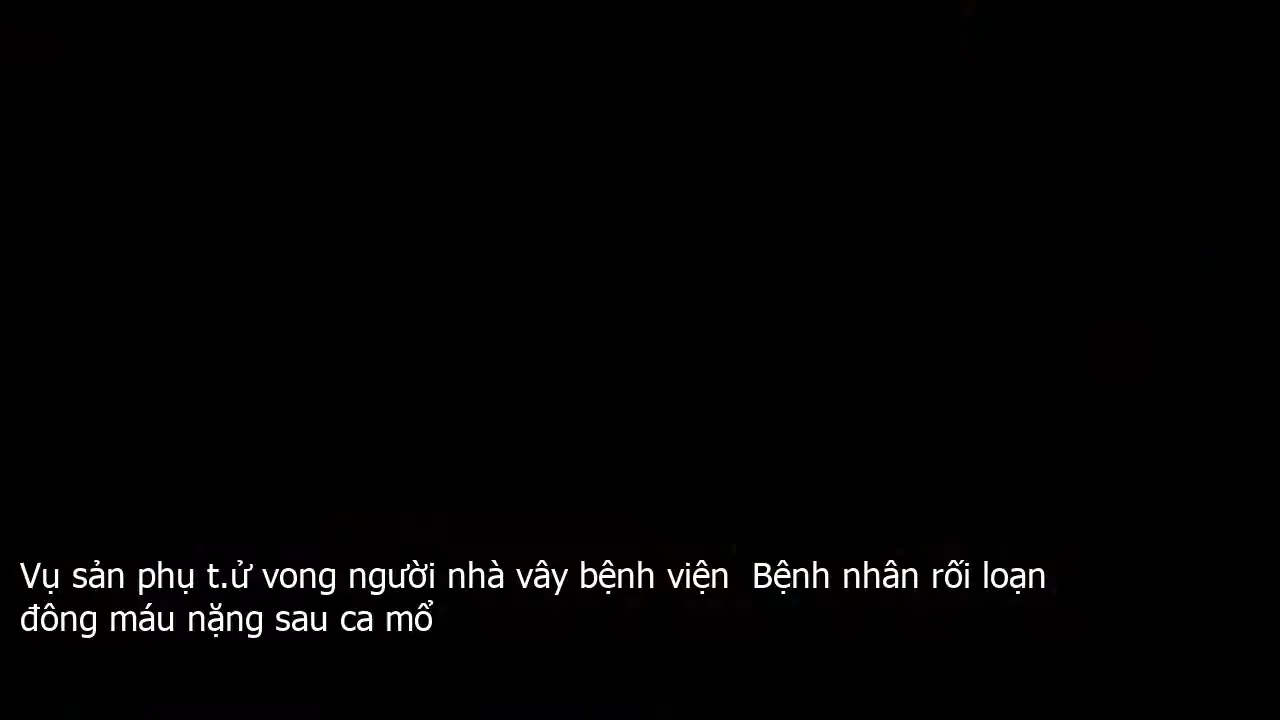 Vụ sản phụ t.ử vong người nhà vây bệnh viện  Bệnh nhân rối loạn
đông máu nặng sau ca mổ